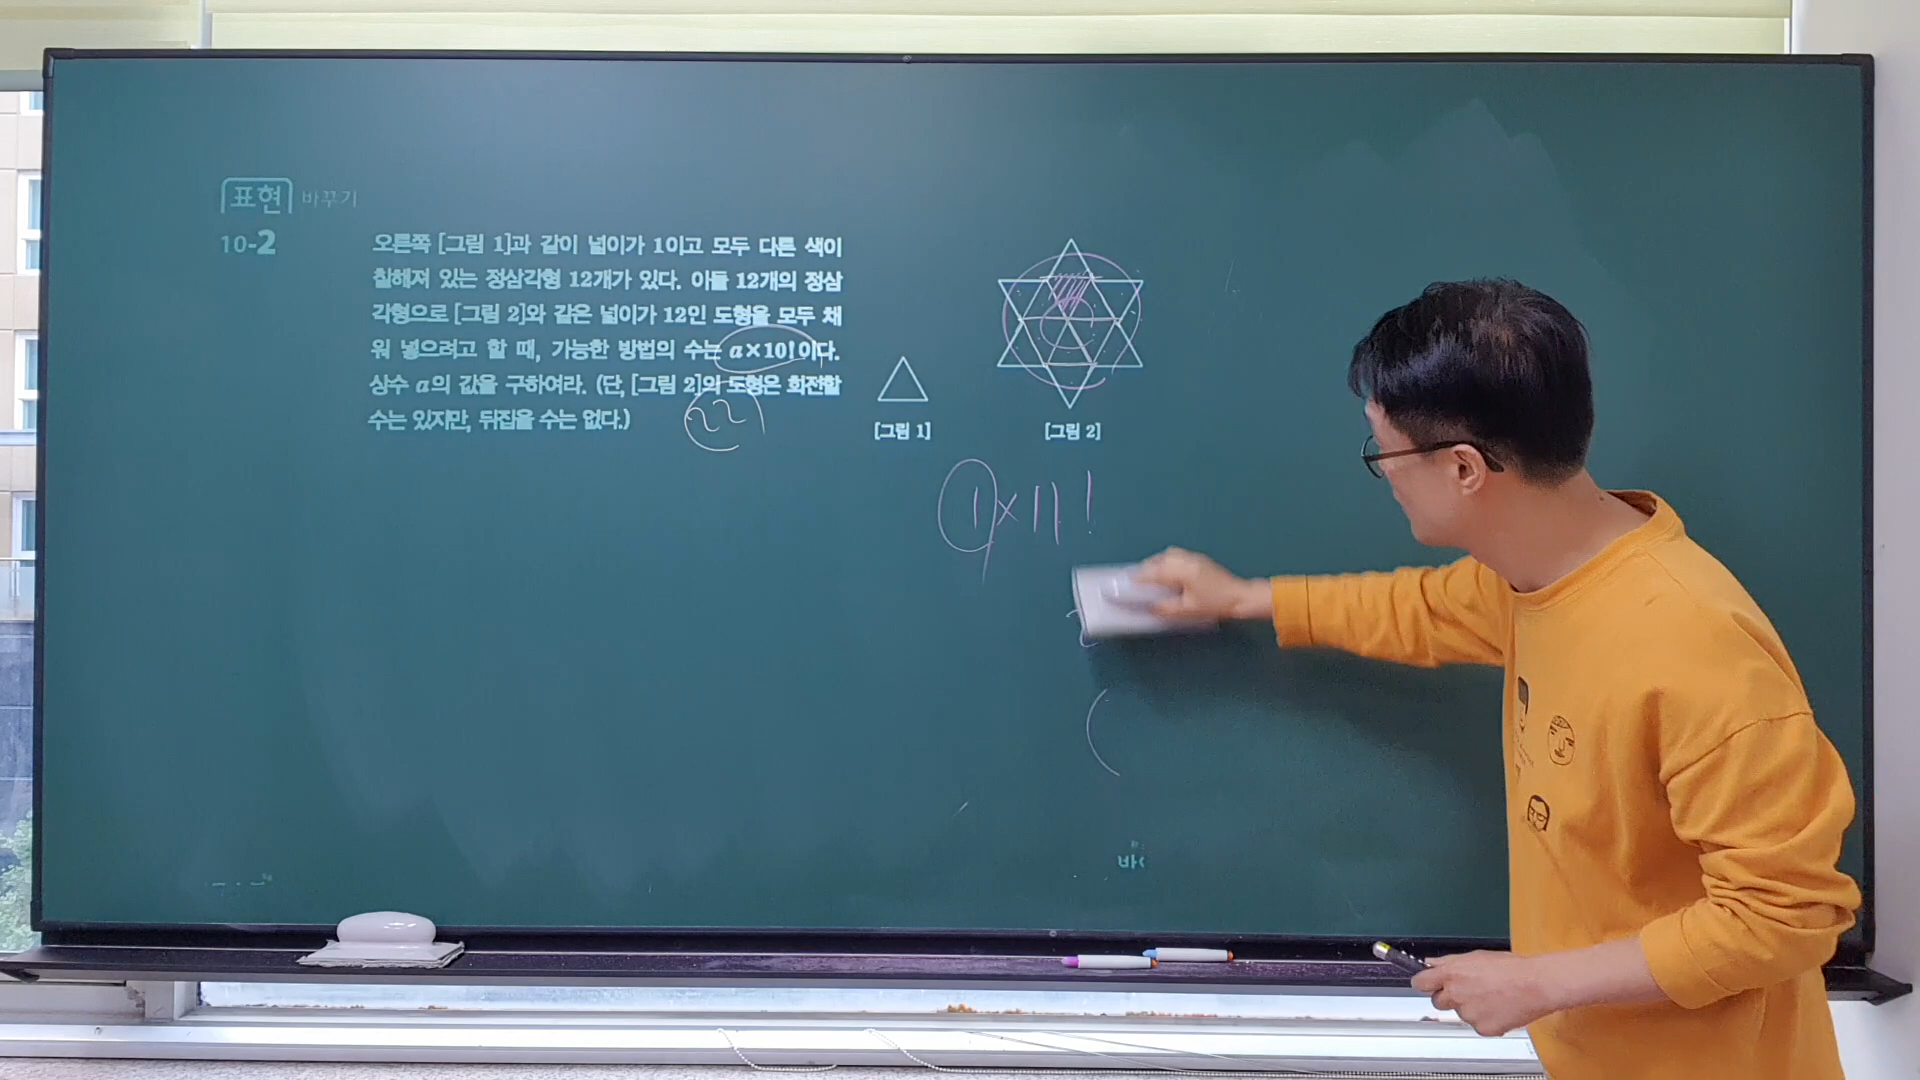 표현 바꾸기
10-2
오른쪽 [그림 1]과 같이 넓이가 1이고 모두 다른 색이
칠해져 있는 정삼각형 12개가 있다. 이들 12개의 정삼
각형으로 [그림 2]와 같은 넓이가 12인 도형을 모두 채
워 넣으려고 할 때, 가능한 방법의 수는 a×10!이다.
상수 a의 값을 구하여라. (단, [그림 2]의 도형은 회전할
수는 있지만, 뒤집을 수는 없다.)
22
[그림 1]
[그림 2]
1×11!